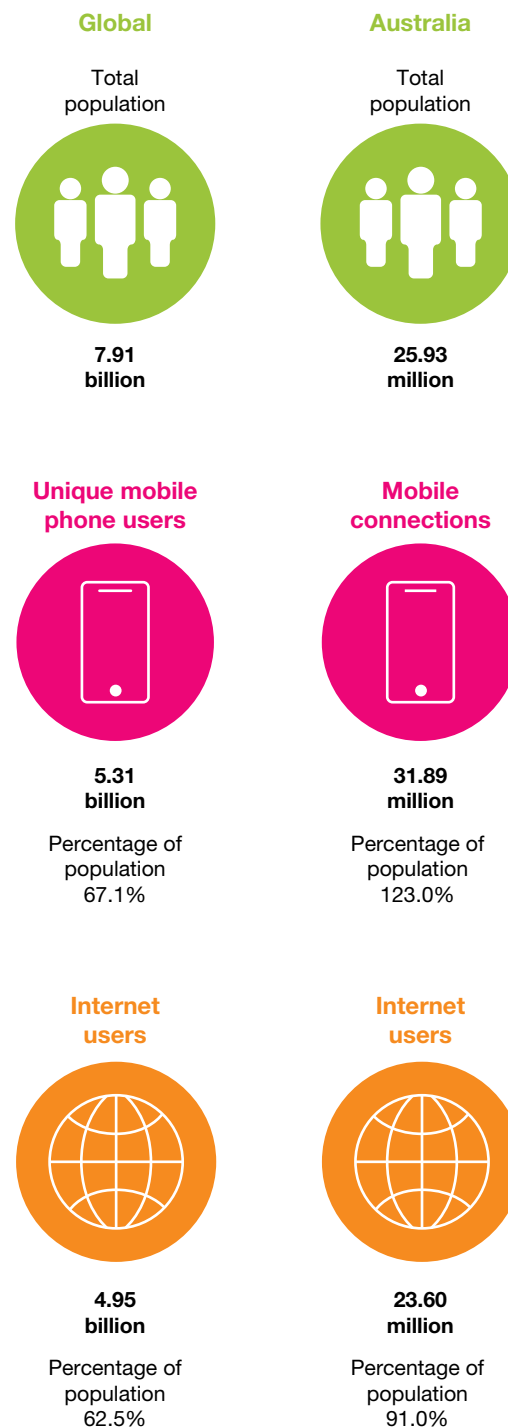 Global
Total
population
7.91
billion
Australia
Total
population
25.93
million
Unique mobile
phone users
5.31
billion
Percentage of
population
67.1%
Mobile
connections
31.89
million
Percentage of
population
123.0%
Internet
users
4.95
billion
Percentage of
population
62.5%
Internet
users
23.60
million
Percentage of
population
91.0%